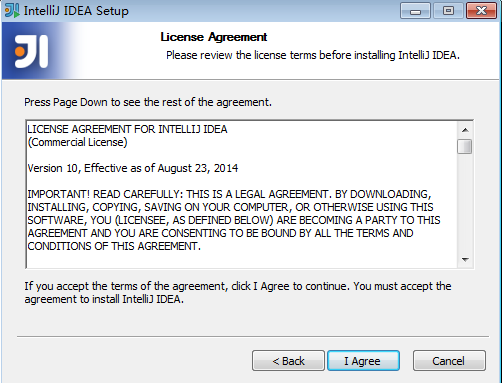 IntelliJ IDEA Setup
License Agreement
Please review the license terms before installing IntelliJ IDEA.
Press Page Down to see the rest of the agreement.
LICENSE AGREEMENT FOR INTELLIJ IDEA
(Commercial License)
Version 10, Effective as of August 23, 2014
IMPORTANT! READ CAREFULLY: THIS IS A LEGAL AGREEMENT. BY DOWNLOADING,
INSTALLING, COPYING, SAVING ON YOUR COMPUTER, OR OTHERWISE USING THIS
SOFTWARE, YOU (LICENSEE, AS DEFINED BELOW) ARE BECOMING A PARTY TO THIS
AGREEMENT AND YOU ARE CONSENTING TO BE BOUND BY ALL THE TERMS AND
CONDITIONS OF THIS AGREEMENT.
If you accept the terms of the agreement, click I Agree to continue. You must accept the
agreement to install IntelliJ IDEA.
< Back I Agree Cancel